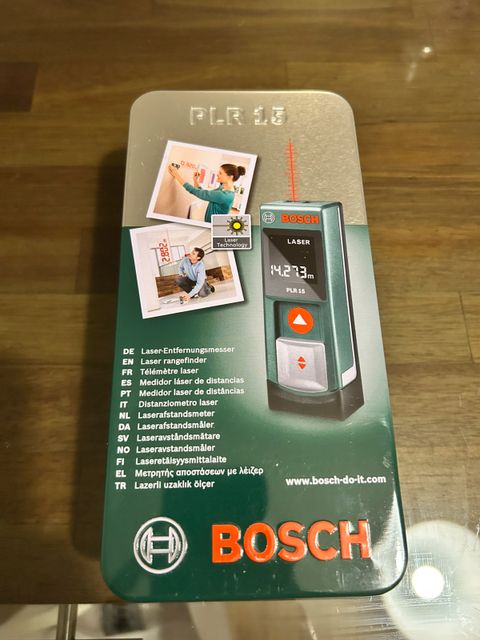 PLR 15
Laser
Technology
BOSCH
LASER
14.273m
PLR 15
DE Laser-Entfernungsmesser
EN Laser rangefinder
FR Télémètre laser
ES Medidor láser de distancias
PT Medidor laser de distâncias
IT Distanziometro laser
NL Laserafstandsmeter
DA Laserafstandsmåler
SV Laseravståndsmätare
NO Laseravstandsmåler
FI Laseretäisyysmittalaite
EL Μετρητής αποστάσεων με λέιζερ
TR Lazerli uzaklık ölçer
www.bosch-do-it.com
BOSCH